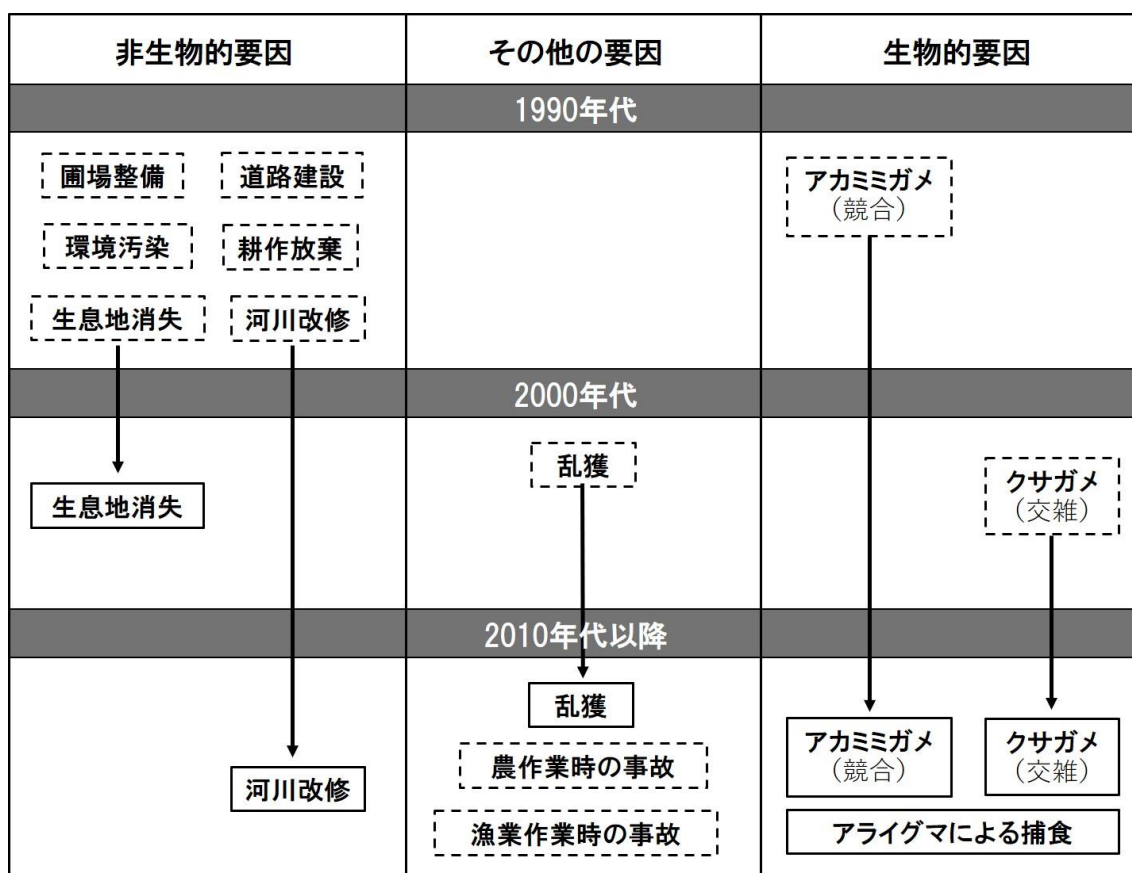 非生物的要因
その他の要因
生物的要因
1990年代
圃場整備
道路建設
環境汚染
耕作放棄
生息地消失
河川改修
アカミミガメ
（競合）
2000年代
生息地消失
乱獲
クサガメ
（交雑）
2010年代以降
河川改修
乱獲
農作業時の事故
漁業作業時の事故
アカミミガメ
（競合）
クサガメ
（交雑）
アライグマによる捕食